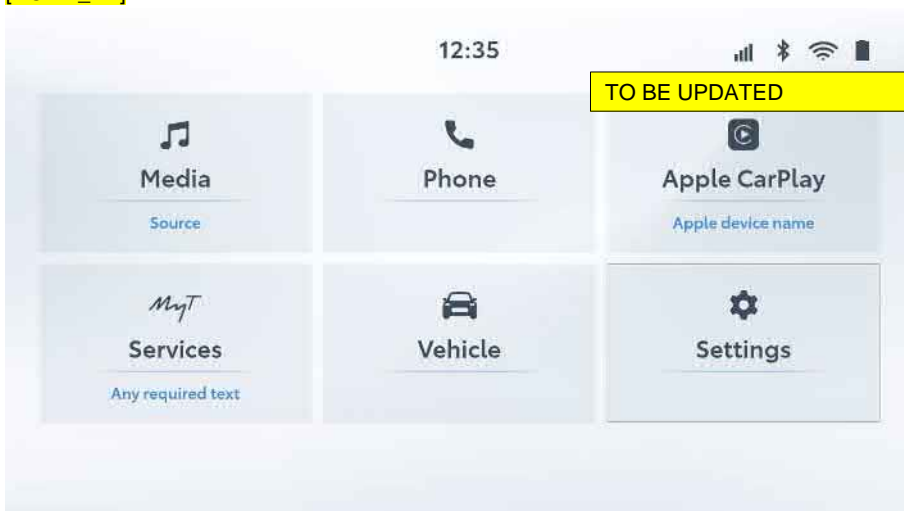 12:35
TO BE UPDATED
Media
Phone
Apple CarPlay
Source
Apple device name
MyT
Services
Vehicle
Settings
Any required text